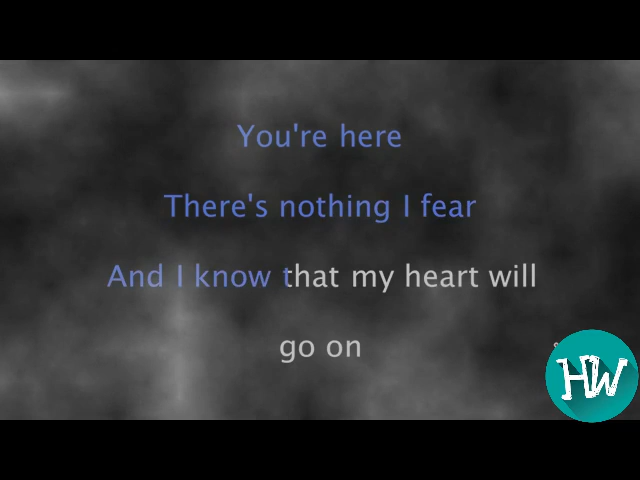 You're here
There's nothing I fear
And I know that my heart will
go on
HW